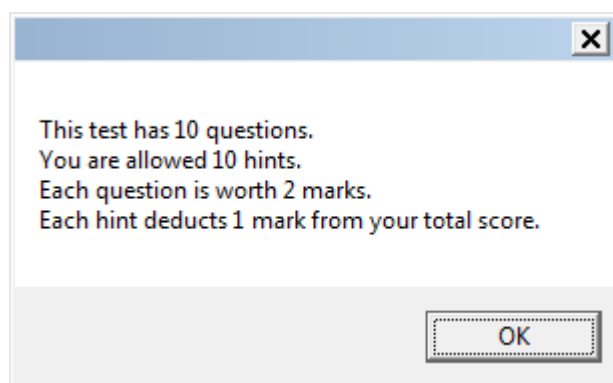 This test has 10 questions.
You are allowed 10 hints.
Each question is worth 2 marks.
Each hint deducts 1 mark from your total score.
OK